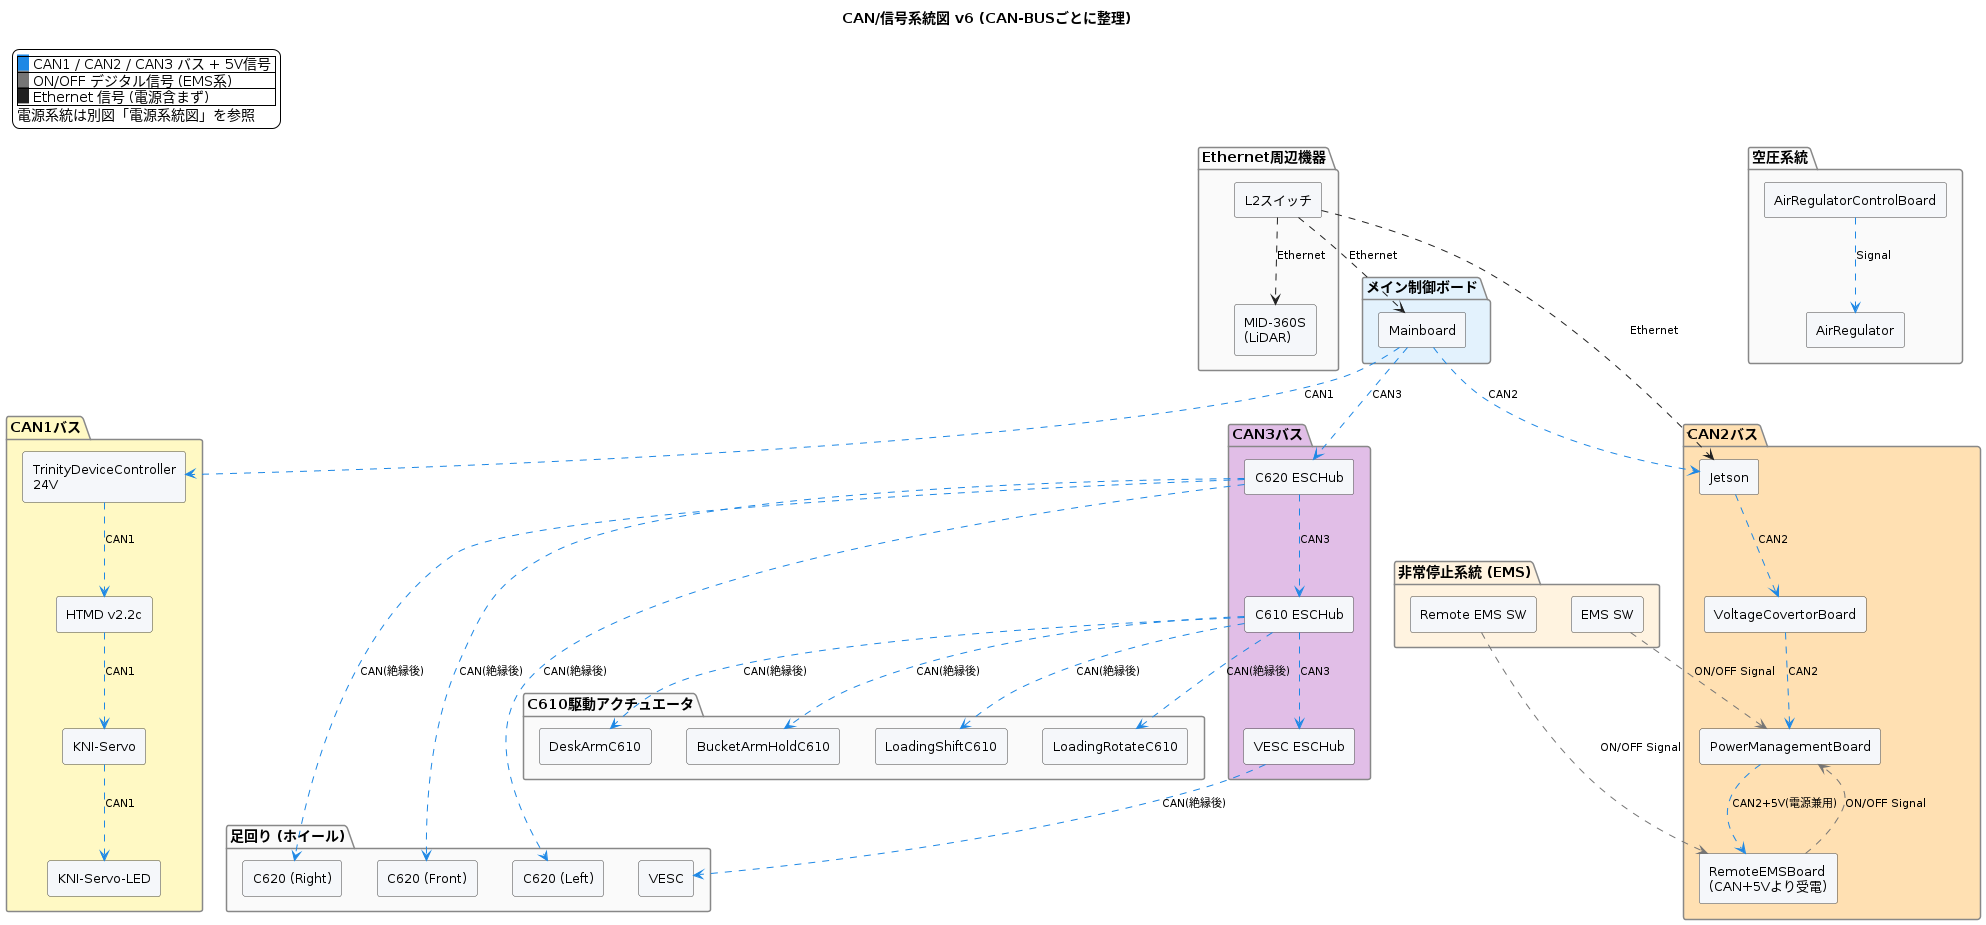 CAN/信号系統図 v6 (CAN-BUSごとに整理)
CAN1 / CAN2 / CAN3 バス + 5V信号
ON/OFF デジタル信号 (EMS系)
Ethernet 信号 (電源含まず)
電源系統は別図「電源系統図」を参照
Ethernet周辺機器
空圧系統
L2スイッチ
AirRegulatorControlBoard
Ethernet
Ethernet
Signal
メイン制御ボード
MID-360S
(LiDAR)
Mainboard
Ethernet
AirRegulator
CAN1
CAN3
CAN2
CAN1バス
CAN3バス
CAN2バス
TrinityDeviceController
24V
C620 ESCHub
Jetson
CAN1
CAN3
CAN2
非常停止系統 (EMS)
HTMD v2.2c
C610 ESCHub
Remote EMS SW
EMS SW
VoltageCovertorBoard
CAN1
CAN(絶縁後)
CAN(絶縁後)
CAN(絶縁後)
CAN(絶縁後)
CAN(絶縁後)
CAN(絶縁後)
CAN(絶縁後)
CAN3
ON/OFF Signal
CAN2
C610駆動アクチュエータ
KNI-Servo
DeskArmC610
BucketArmHoldC610
LoadingShiftC610
LoadingRotateC610
VESC ESCHub
ON/OFF Signal
PowerManagementBoard
CAN1
CAN(絶縁後)
CAN2+5V(電源兼用)
ON/OFF Signal
足回り (ホイール)
KNI-Servo-LED
C620 (Right)
C620 (Front)
C620 (Left)
VESC
RemoteEMSBoard
(CAN+5Vより受電)